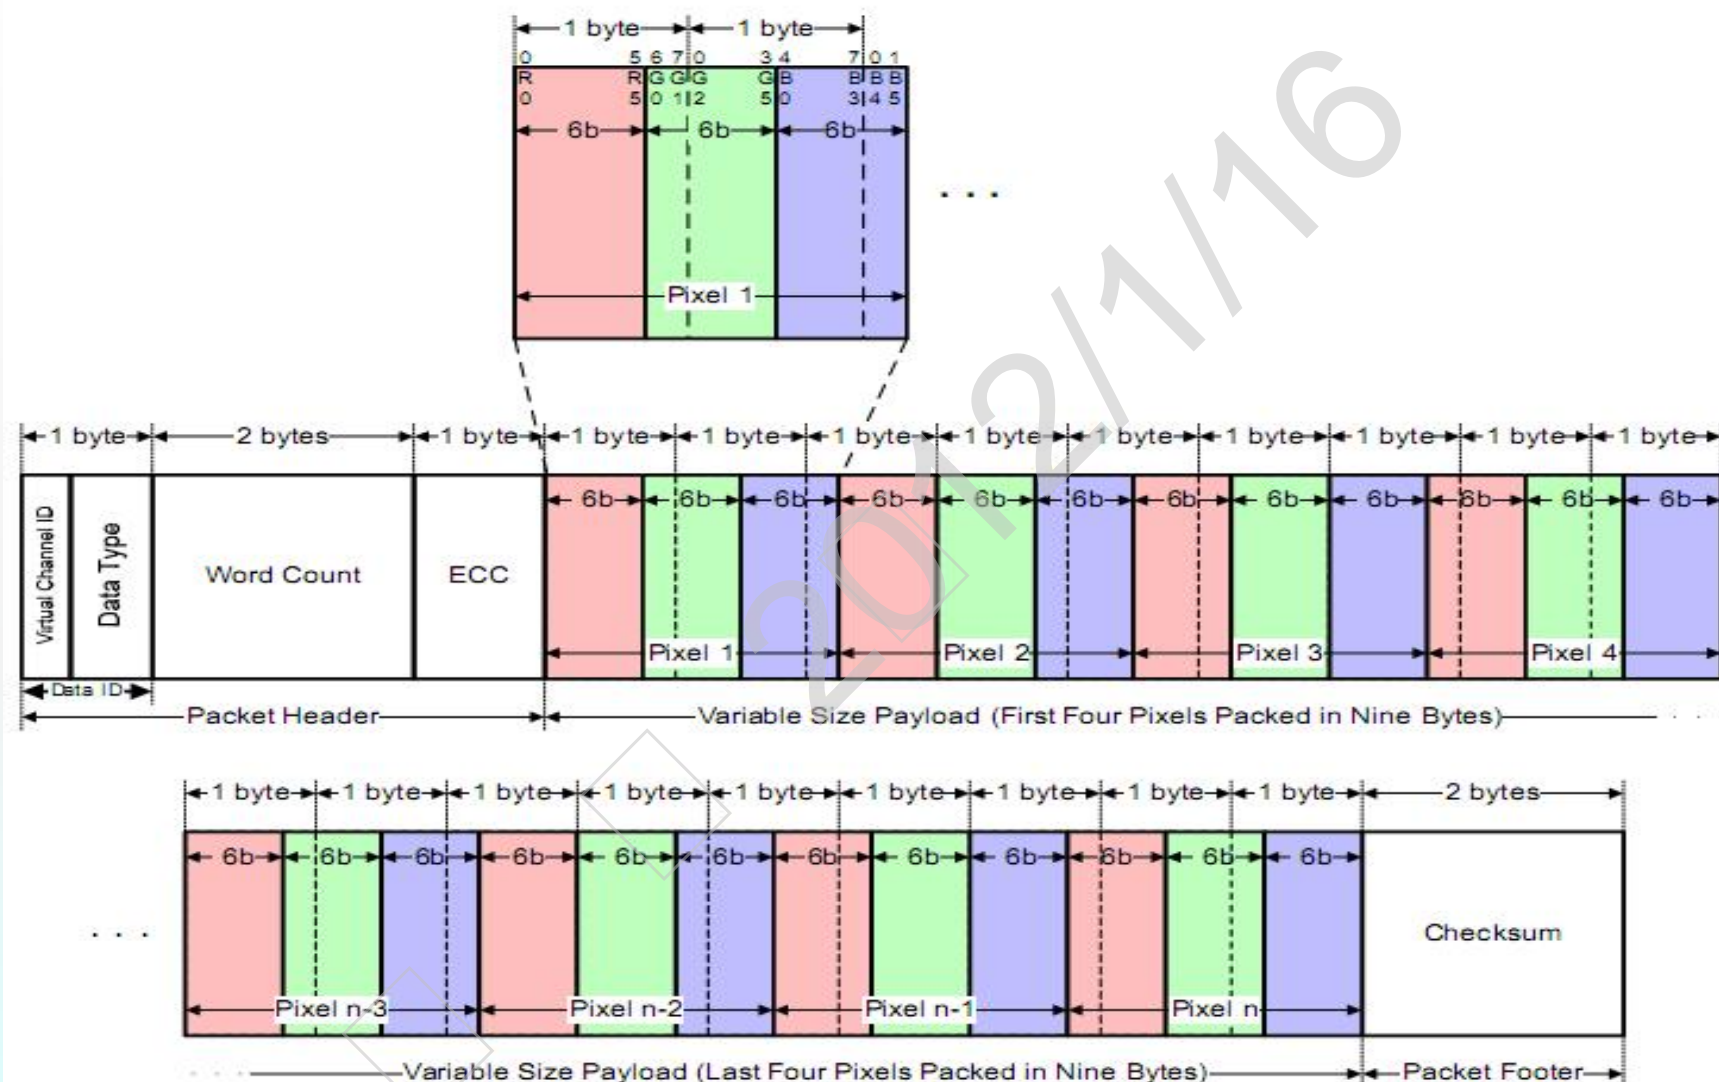 1 byte 1 byte
0 5 6 7 0 3 4 7 0 1
R R G G G G B B B B
0 5 0 1 2 5 0 3 4 5
6b 6b 6b
Pixel 1
. . .
1 byte 2 bytes 1 byte 1 byte 1 byte 1 byte 1 byte 1 byte 1 byte 1 byte 1 byte 1 byte
6b 6b 6b 6b 6b 6b 6b 6b 6b 6b 6b 6b
Virtual Channel ID
Data Type
Word Count
ECC
Pixel 1 Pixel 2 Pixel 3 Pixel 4
Data ID
Packet Header
Variable Size Payload (First Four Pixels Packed in Nine Bytes)
1 byte 1 byte 1 byte 1 byte 1 byte 1 byte 1 byte 1 byte 1 byte 2 bytes
6b 6b 6b 6b 6b 6b 6b 6b 6b 6b 6b 6b
. . .
Checksum
Pixel n-3 Pixel n-2 Pixel n-1 Pixel n
Variable Size Payload (Last Four Pixels Packed in Nine Bytes)
Packet Footer
2012/1/16